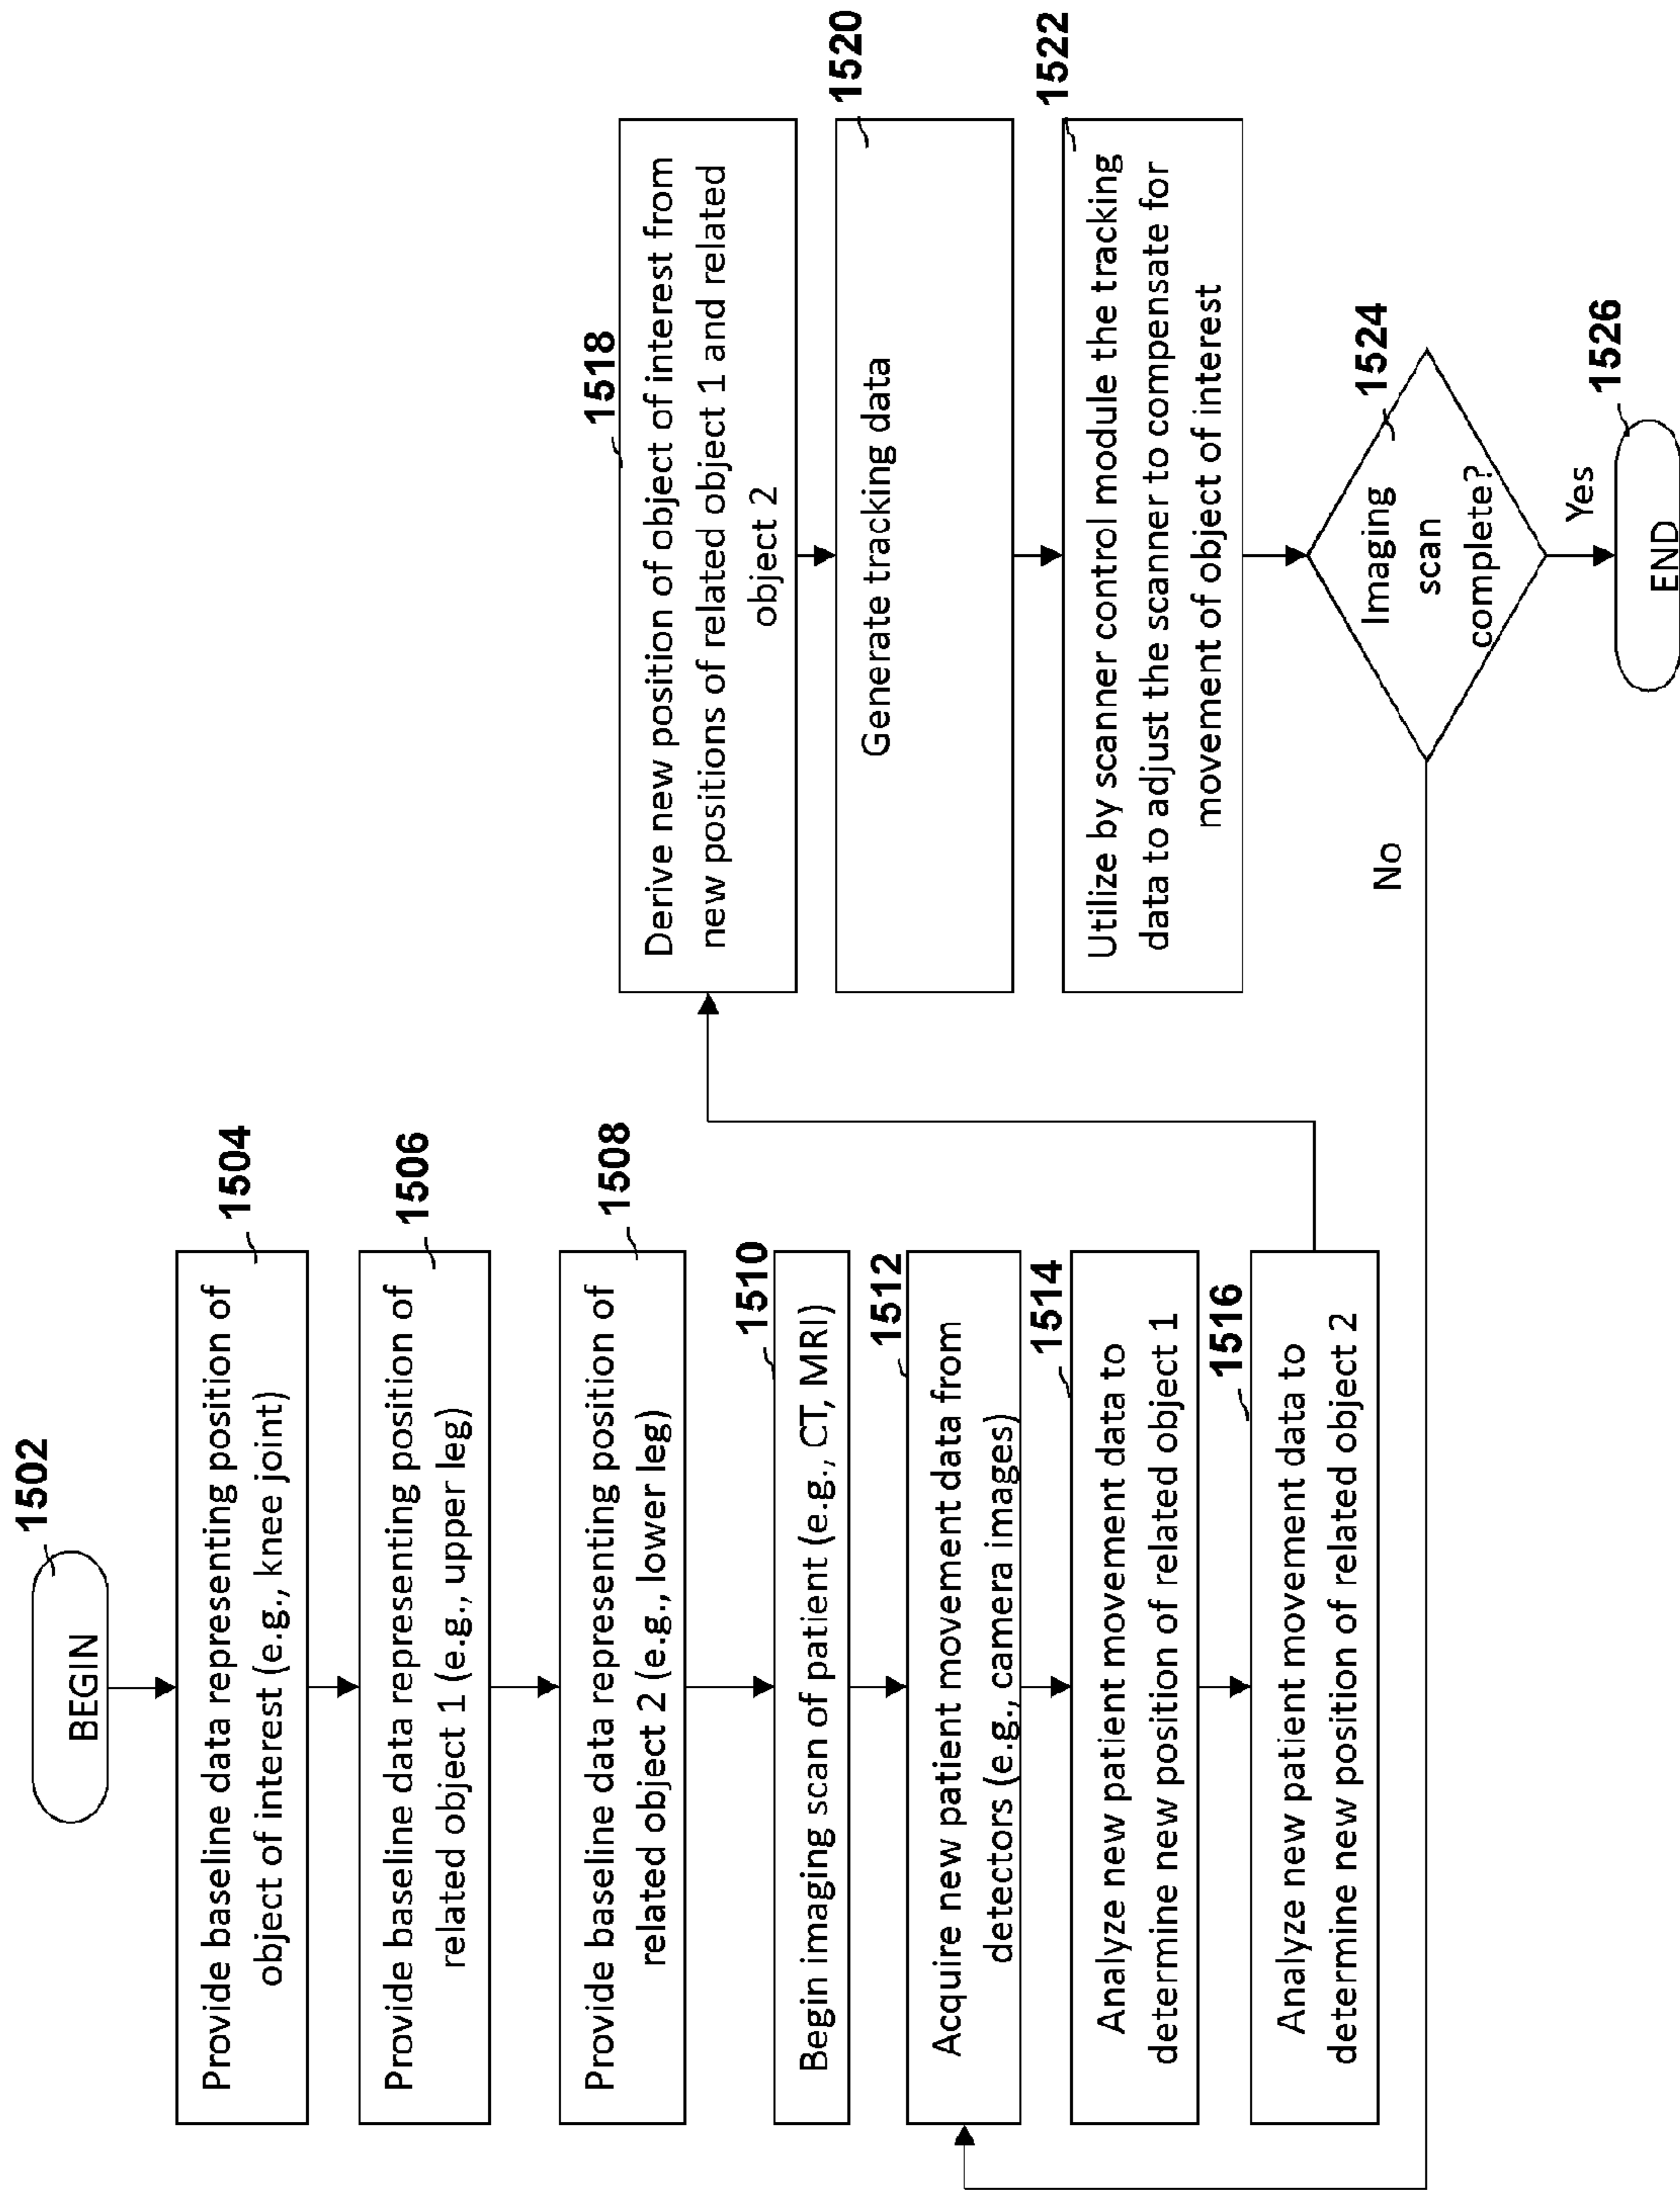 1502
BEGIN
1504
Provide baseline data representing position of
object of interest (e.g., knee joint)
1506
Provide baseline data representing position of
related object 1 (e.g., upper leg)
1508
Provide baseline data representing position of
related object 2 (e.g., lower leg)
1510
Begin imaging scan of patient (e.g., CT, MRI)
1512
Acquire new patient movement data from
detectors (e.g., camera images)
1514
Analyze new patient movement data to
determine new position of related object 1
1516
Analyze new patient movement data to
determine new position of related object 2
1518
Derive new position of object of interest from
new positions of related object 1 and related
object 2
1520
Generate tracking data
1522
Utilize by scanner control module the tracking
data to adjust the scanner to compensate for
movement of object of interest
1524
Imaging
scan
complete?
No
Yes
1526
END